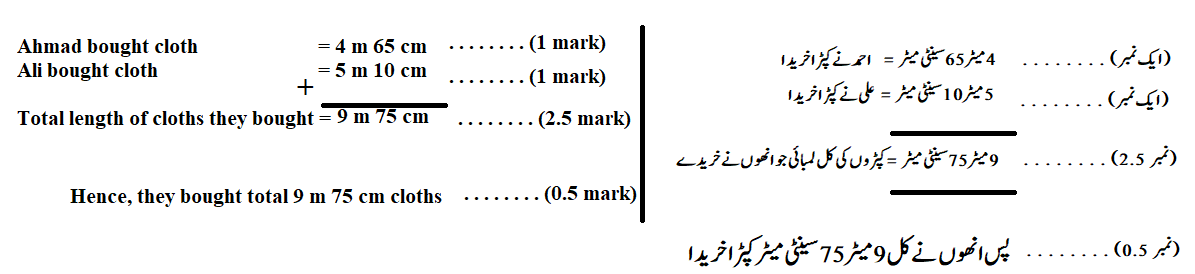 Ahmad bought cloth = 4 m 65 cm ........ (1 mark)
Ali bought cloth = 5 m 10 cm ........ (1 mark)
+
Total length of cloths they bought = 9 m 75 cm ........ (2.5 mark)
Hence, they bought total 9 m 75 cm cloths ........ (0.5 mark)
احمد نے کپڑا خریدا = 4 میٹر 65 سینٹی میٹر ........ (ایک نمبر)
علی نے کپڑا خریدا = 5 میٹر 10 سینٹی میٹر ........ (ایک نمبر)
کپڑوں کی کل لمبائی جو انھوں نے خریدے = 9 میٹر 75 سینٹی میٹر ........ (2.5 نمبر)
پس انھوں نے کل 9 میٹر 75 سینٹی میٹر کپڑا خریدا ........ (0.5 نمبر)